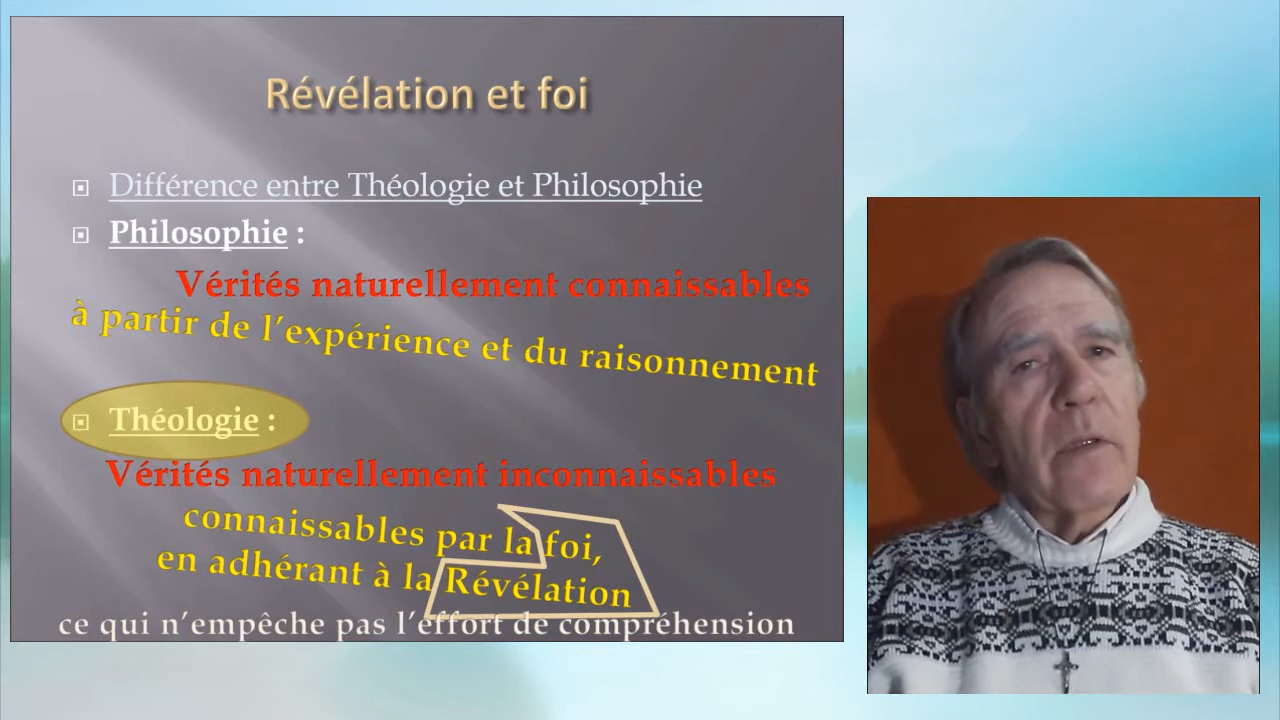 Révélation et foi
Différence entre Théologie et Philosophie
Philosophie :
Vérités naturellement connaissables
à partir de l’expérience et du raisonnement
Théologie :
Vérités naturellement inconnaissables
connaissables par la foi,
en adhérant à la Révélation
ce qui n’empêche pas l’effort de compréhension